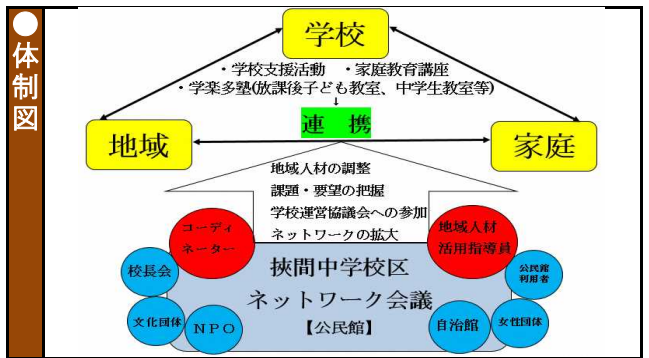 ●体制図
学校
・学校支援活動　・家庭教育講座
・学楽多塾(放課後子ども教室、中学生教室等)
↓
連　携
地域
家庭
地域人材の調整
課題・要望の把握
学校運営協議会への参加
ネットワークの拡大
コーディ
ネーター
地域人材
活用指導員
挾間中学校区
ネットワーク会議
【公民館】
校長会
文化団体
ＮＰＯ
自治館
女性団体
公民館
利用者